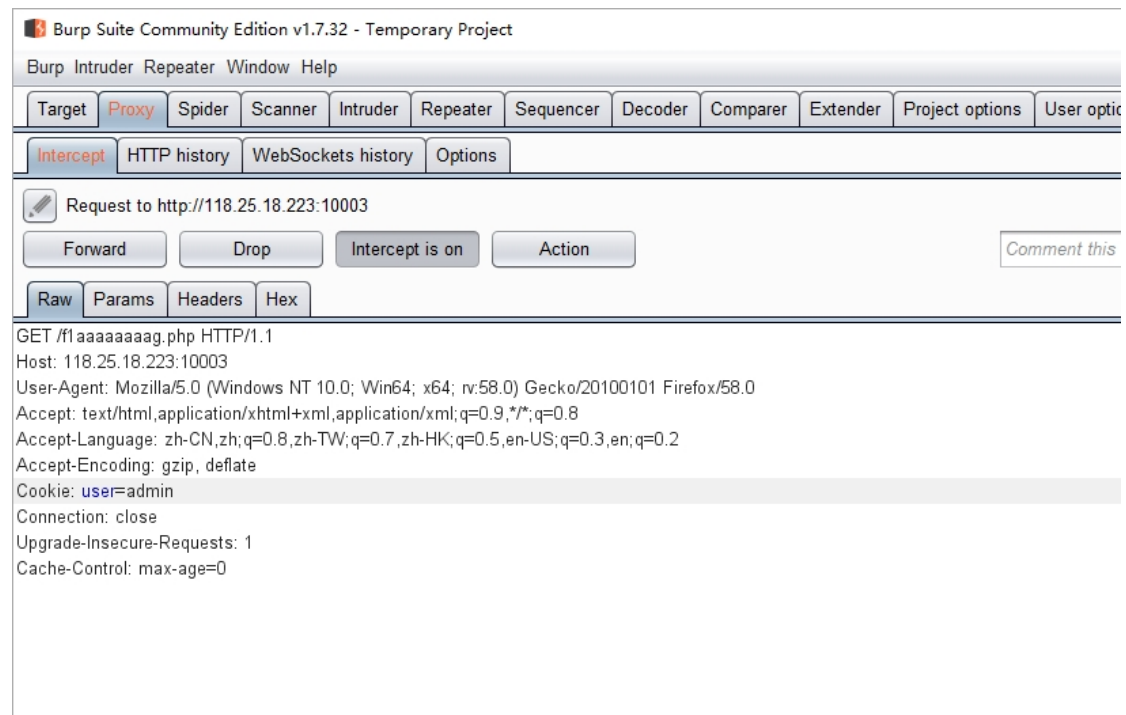 Burp Suite Community Edition v1.7.32 - Temporary Project
Burp Intruder Repeater Window Help
Target Proxy Spider Scanner Intruder Repeater Sequencer Decoder Comparer Extender Project options User optic
Intercept HTTP history WebSockets history Options
Request to http://118.25.18.223:10003
Forward Drop Intercept is on Action Comment this
Raw Params Headers Hex
GET /f1aaaaaaaag.php HTTP/1.1
Host: 118.25.18.223:10003
User-Agent: Mozilla/5.0 (Windows NT 10.0; Win64; x64; rv:58.0) Gecko/20100101 Firefox/58.0
Accept: text/html,application/xhtml+xml,application/xml;q=0.9,*/*;q=0.8
Accept-Language: zh-CN,zh;q=0.8,zh-TW;q=0.7,zh-HK;q=0.5,en-US;q=0.3,en;q=0.2
Accept-Encoding: gzip, deflate
Cookie: user=admin
Connection: close
Upgrade-Insecure-Requests: 1
Cache-Control: max-age=0